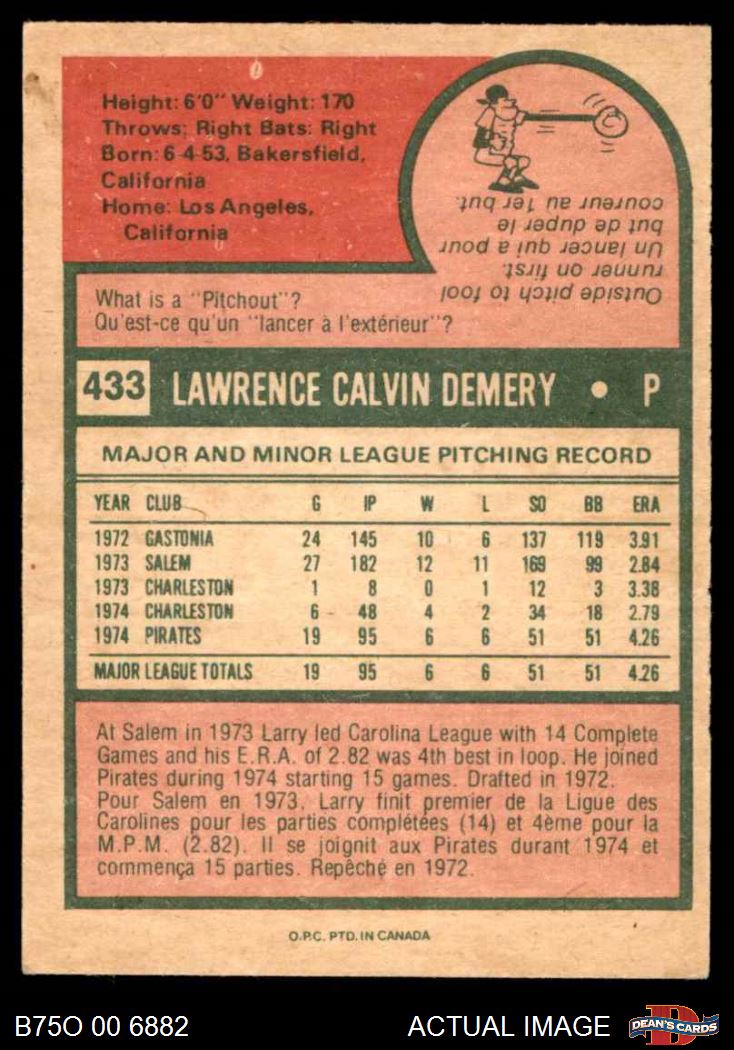 Height: 6'0" Weight: 170
Throws: Right Bats: Right
Born: 6-4-53, Bakersfield,
California
Home: Los Angeles,
California
Outside pitch to fool
runner on first.
Un lancer qui a pour
but de duper le
coureur au 1er but.
What is a "Pitchout"?
Qu'est-ce qu'un "lancer à l'extérieur"?
433 LAWRENCE CALVIN DEMERY • P
MAJOR AND MINOR LEAGUE PITCHING RECORD
YEAR CLUB G IP W L SO BB ERA
1972 GASTONIA 24 145 10 6 137 119 3.91
1973 SALEM 27 182 12 11 169 99 2.84
1973 CHARLESTON 1 8 0 1 12 3 3.38
1974 CHARLESTON 6 48 4 2 34 18 2.79
1974 PIRATES 19 95 6 6 51 51 4.26
MAJOR LEAGUE TOTALS 19 95 6 6 51 51 4.26
At Salem in 1973 Larry led Carolina League with 14 Complete
Games and his E.R.A. of 2.82 was 4th best in loop. He joined
Pirates during 1974 starting 15 games. Drafted in 1972.
Pour Salem en 1973, Larry finit premier de la Ligue des
Carolines pour les parties complétées (14) et 4ème pour la
M.P.M. (2.82). Il se joignit aux Pirates durant 1974 et
commença 15 parties. Repêché en 1972.
O.P.C. PTD. IN CANADA
B75O 00 6882 ACTUAL IMAGE D DEAN'S CARDS